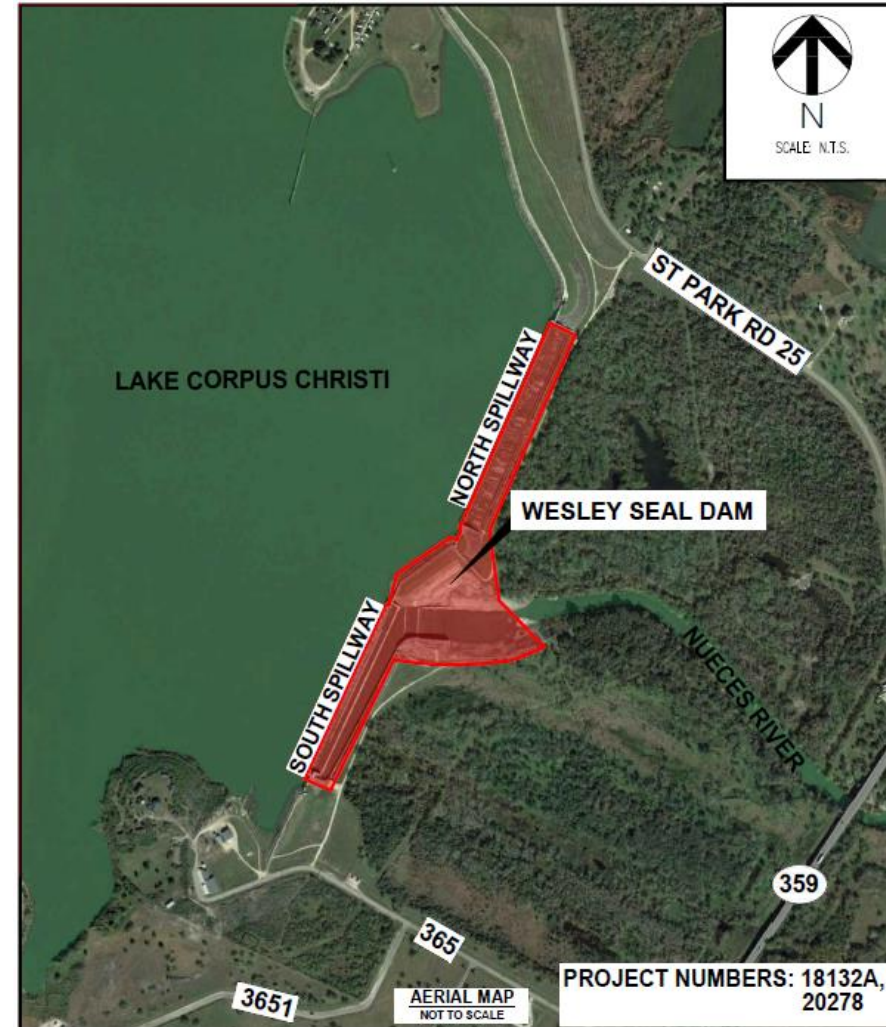 N
SCALE: N.T.S.
ST PARK RD 25
LAKE CORPUS CHRISTI
NORTH SPILLWAY
WESLEY SEAL DAM
SOUTH SPILLWAY
NUECES RIVER
359
365
3651
AERIAL MAP
NOT TO SCALE
PROJECT NUMBERS: 18132A,
20278